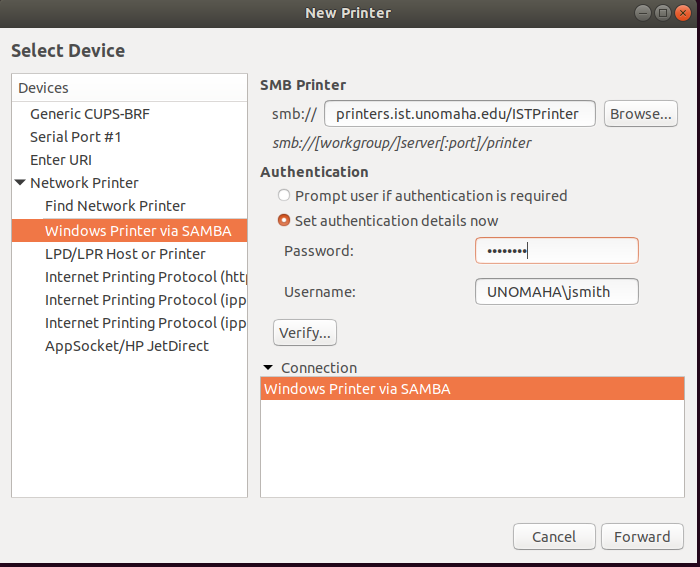 New Printer
Select Device
Devices
Generic CUPS-BRF
Serial Port #1
Enter URI
Network Printer
Find Network Printer
Windows Printer via SAMBA
LPD/LPR Host or Printer
Internet Printing Protocol (htt
Internet Printing Protocol (ipp
Internet Printing Protocol (ipp
AppSocket/HP JetDirect
SMB Printer
smb:// printers.ist.unomaha.edu/ISTPrinter Browse...
smb://[workgroup/]server[:port]/printer
Authentication
Prompt user if authentication is required
Set authentication details now
Password: ••••••••
Username: UNOMAHA\jsmith
Verify...
Connection
Windows Printer via SAMBA
Cancel Forward